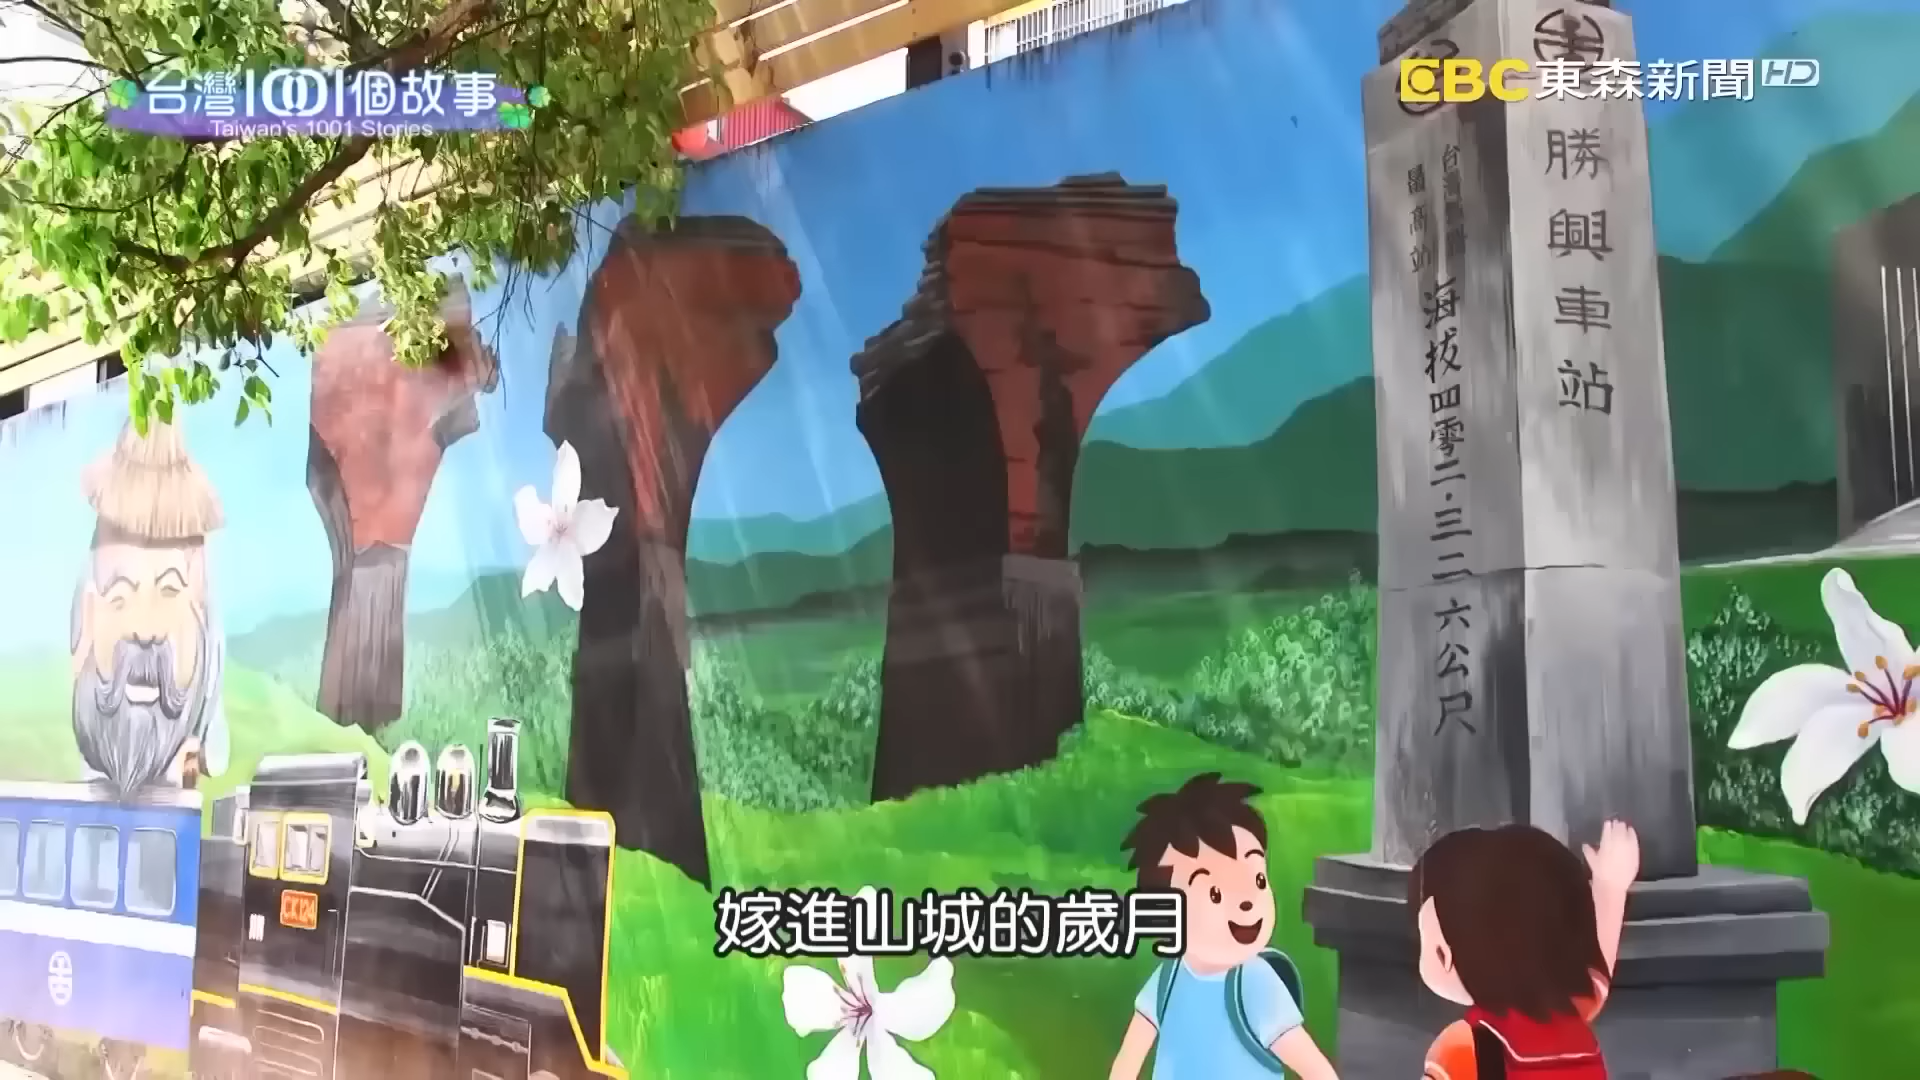 台灣1001個故事
Taiwan's 1001 Stories
EBC東森新聞HD
勝興車站
台灣鐵路
最高站
海拔四零二．三二六公尺
CK124
嫁進山城的歲月